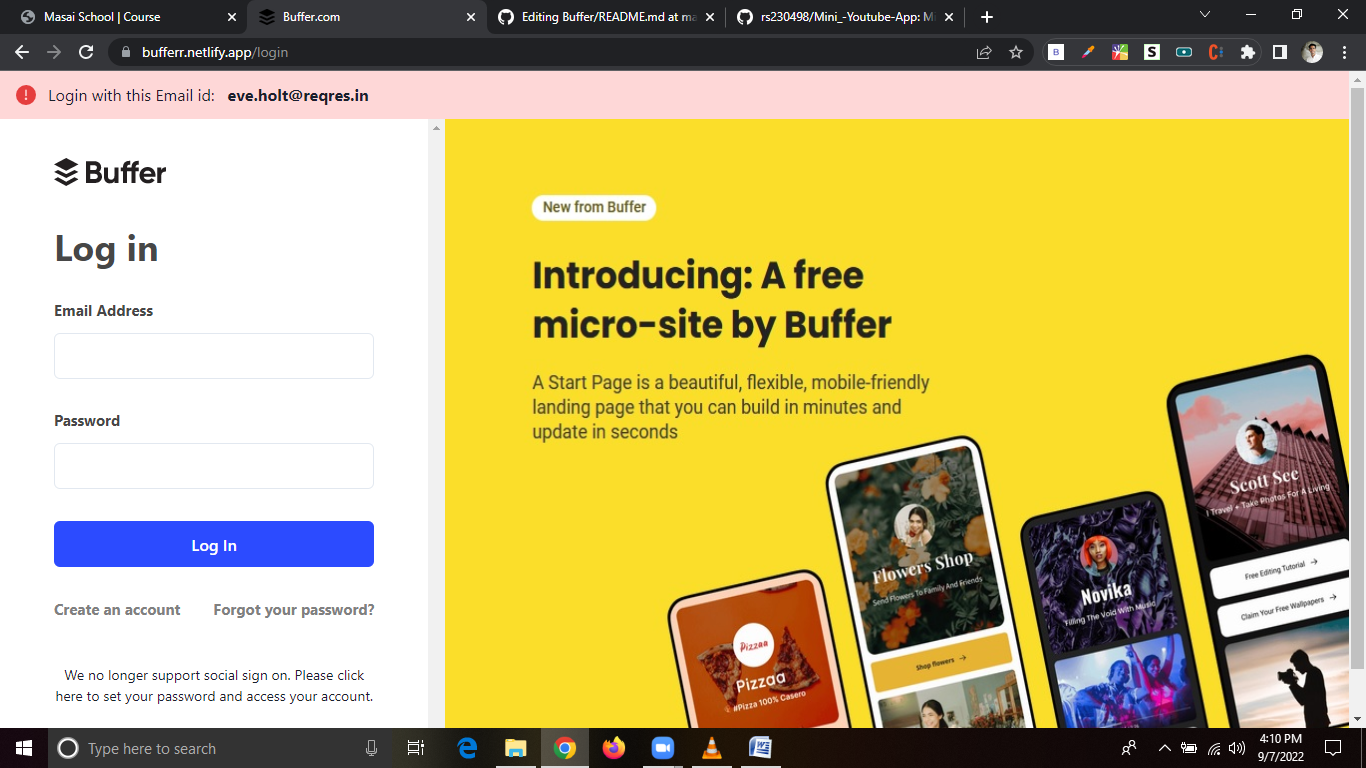 Masai School | Course
Buffer.com
Editing Buffer/README.md at ma
rs230498/Mini_-Youtube-App: Mi
bufferr.netlify.app/login
Login with this Email id: eve.holt@reqres.in
Buffer
Log in
Email Address
Password
Log In
Create an account Forgot your password?
We no longer support social sign on. Please click
here to set your password and access your account.
New from Buffer
Introducing: A free
micro-site by Buffer
A Start Page is a beautiful, flexible, mobile-friendly
landing page that you can build in minutes and
update in seconds
Pizzaa
Pizzaa
#Pizza 100% Casero
Flowers Shop
Send Flowers To Family And Friends
Shop flowers →
Novika
Filling The Void With Music
Scott See
I Travel • Take Photos For A Living
Free Editing Tutorial →
Claim Your Free Wallpapers →
Type here to search
4:10 PM
9/7/2022